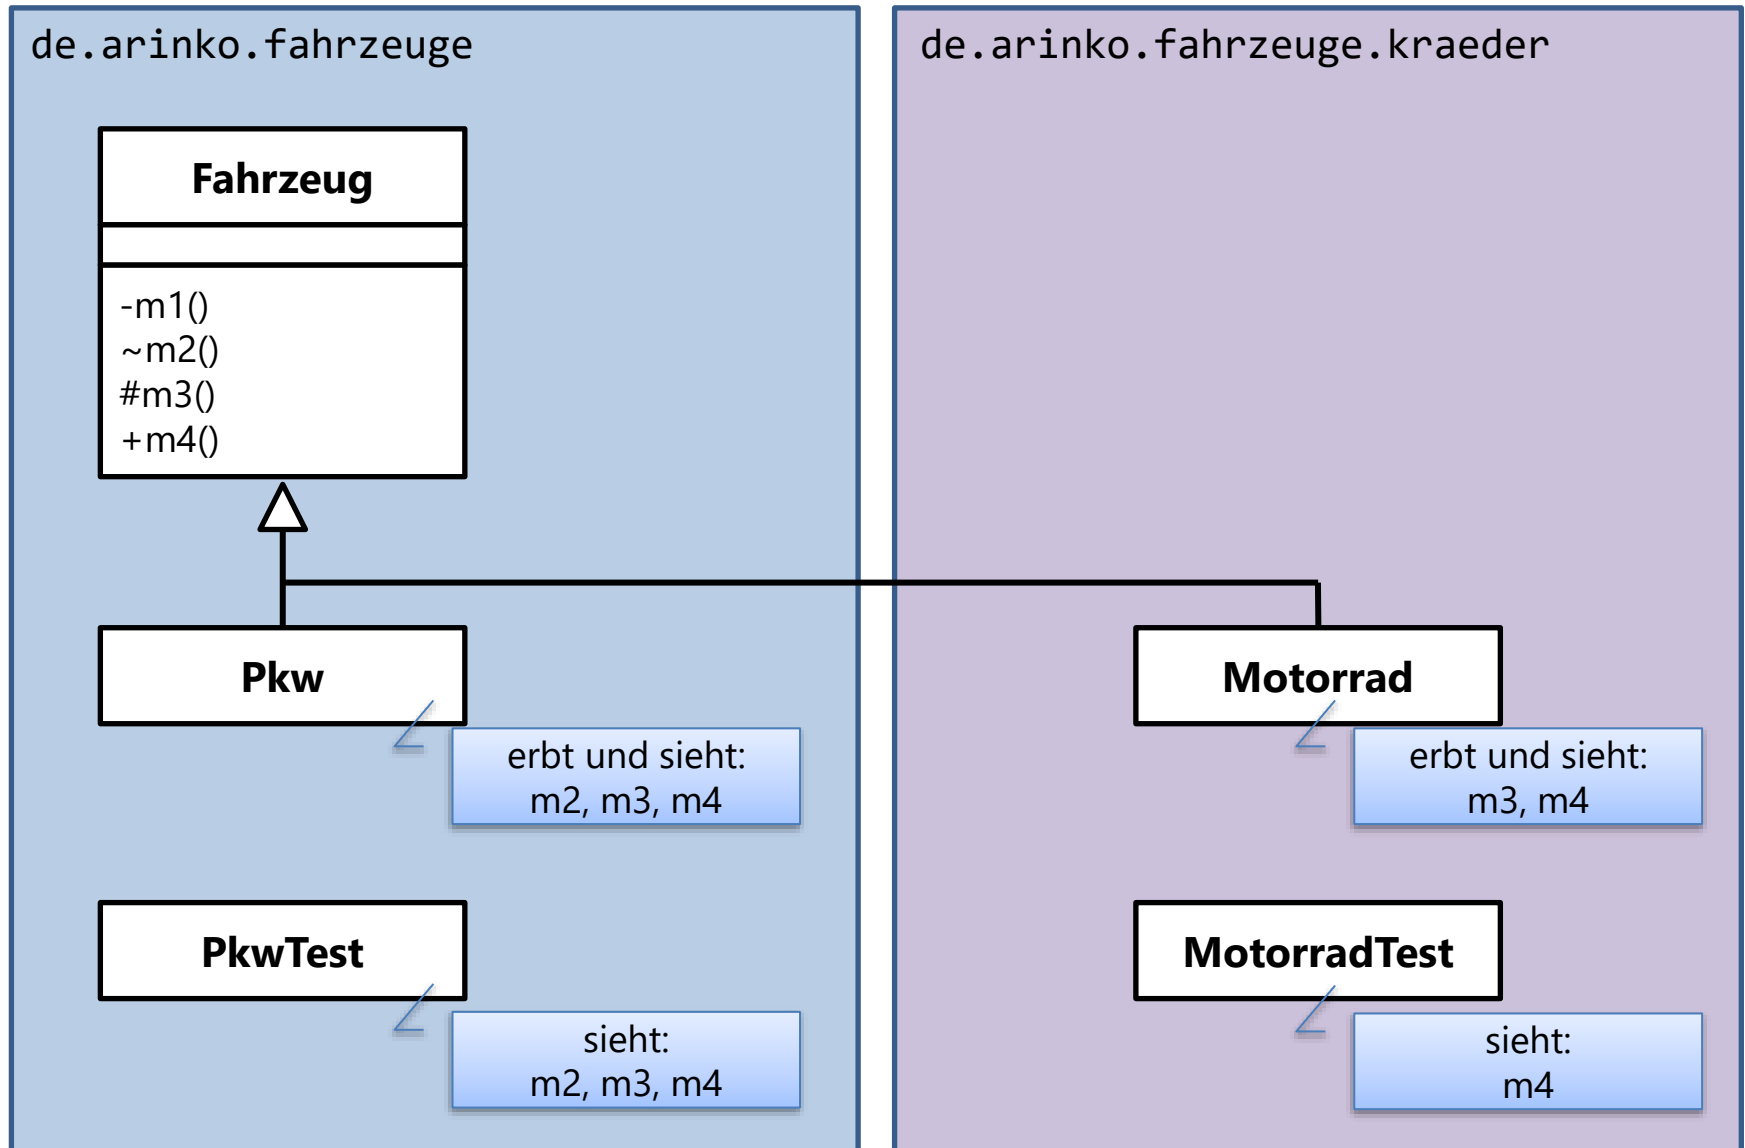 de.arinko.fahrzeuge
Fahrzeug
-m1()
~m2()
#m3()
+m4()
Pkw
erbt und sieht:
m2, m3, m4
PkwTest
sieht:
m2, m3, m4
de.arinko.fahrzeuge.kraeder
Motorrad
erbt und sieht:
m3, m4
MotorradTest
sieht:
m4